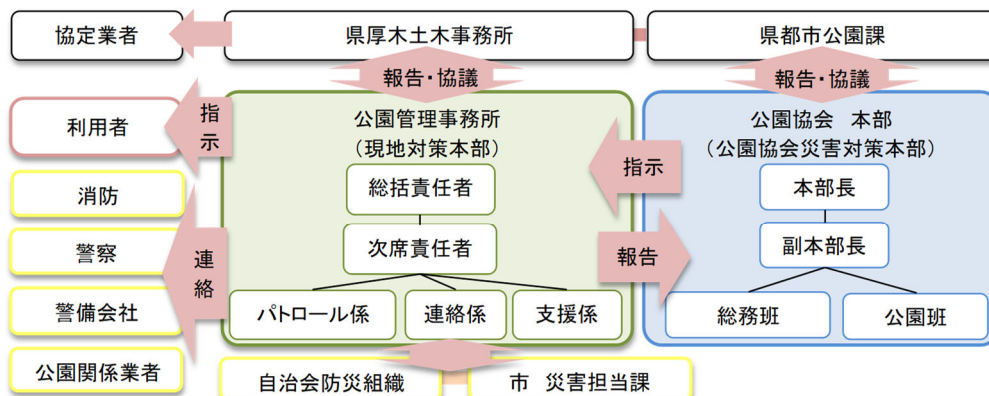 協定業者
県厚木土木事務所
県都市公園課
報告・協議
報告・協議
利用者
指示
公園管理事務所
（現地対策本部）
公園協会 本部
（公園協会災害対策本部）
指示
総括責任者
本部長
消防
警察
連絡
次席責任者
報告
副本部長
警備会社
パトロール係
連絡係
支援係
総務班
公園班
公園関係業者
自治会防災組織
市 災害担当課